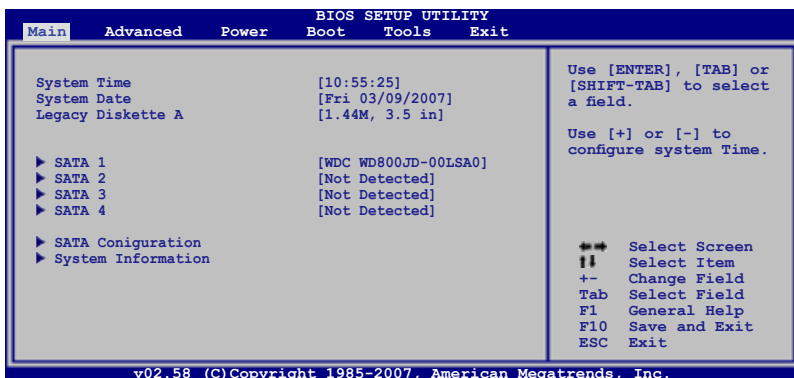 BIOS SETUP UTILITY
Main Advanced Power Boot Tools Exit
System Time [10:55:25]
System Date [Fri 03/09/2007]
Legacy Diskette A [1.44M, 3.5 in]
SATA 1 [WDC WD800JD-00LSA0]
SATA 2 [Not Detected]
SATA 3 [Not Detected]
SATA 4 [Not Detected]
SATA Coniguration
System Information
Use [ENTER], [TAB] or
[SHIFT-TAB] to select
a field.
Use [+] or [-] to
configure system Time.
Select Screen
Select Item
+- Change Field
Tab Select Field
F1 General Help
F10 Save and Exit
ESC Exit
v02.58 (C)Copyright 1985-2007, American Megatrends, Inc.